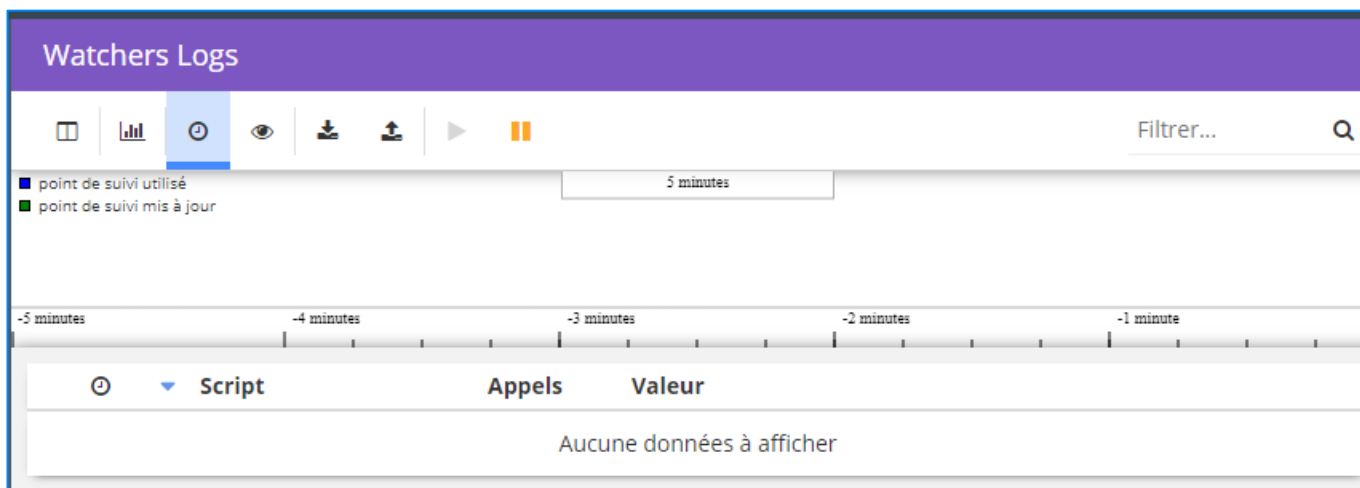 Watchers Logs
Filtrer...
point de suivi utilisé
5 minutes
point de suivi mis à jour
-5 minutes -4 minutes -3 minutes -2 minutes -1 minute
Script Appels Valeur
Aucune données à afficher